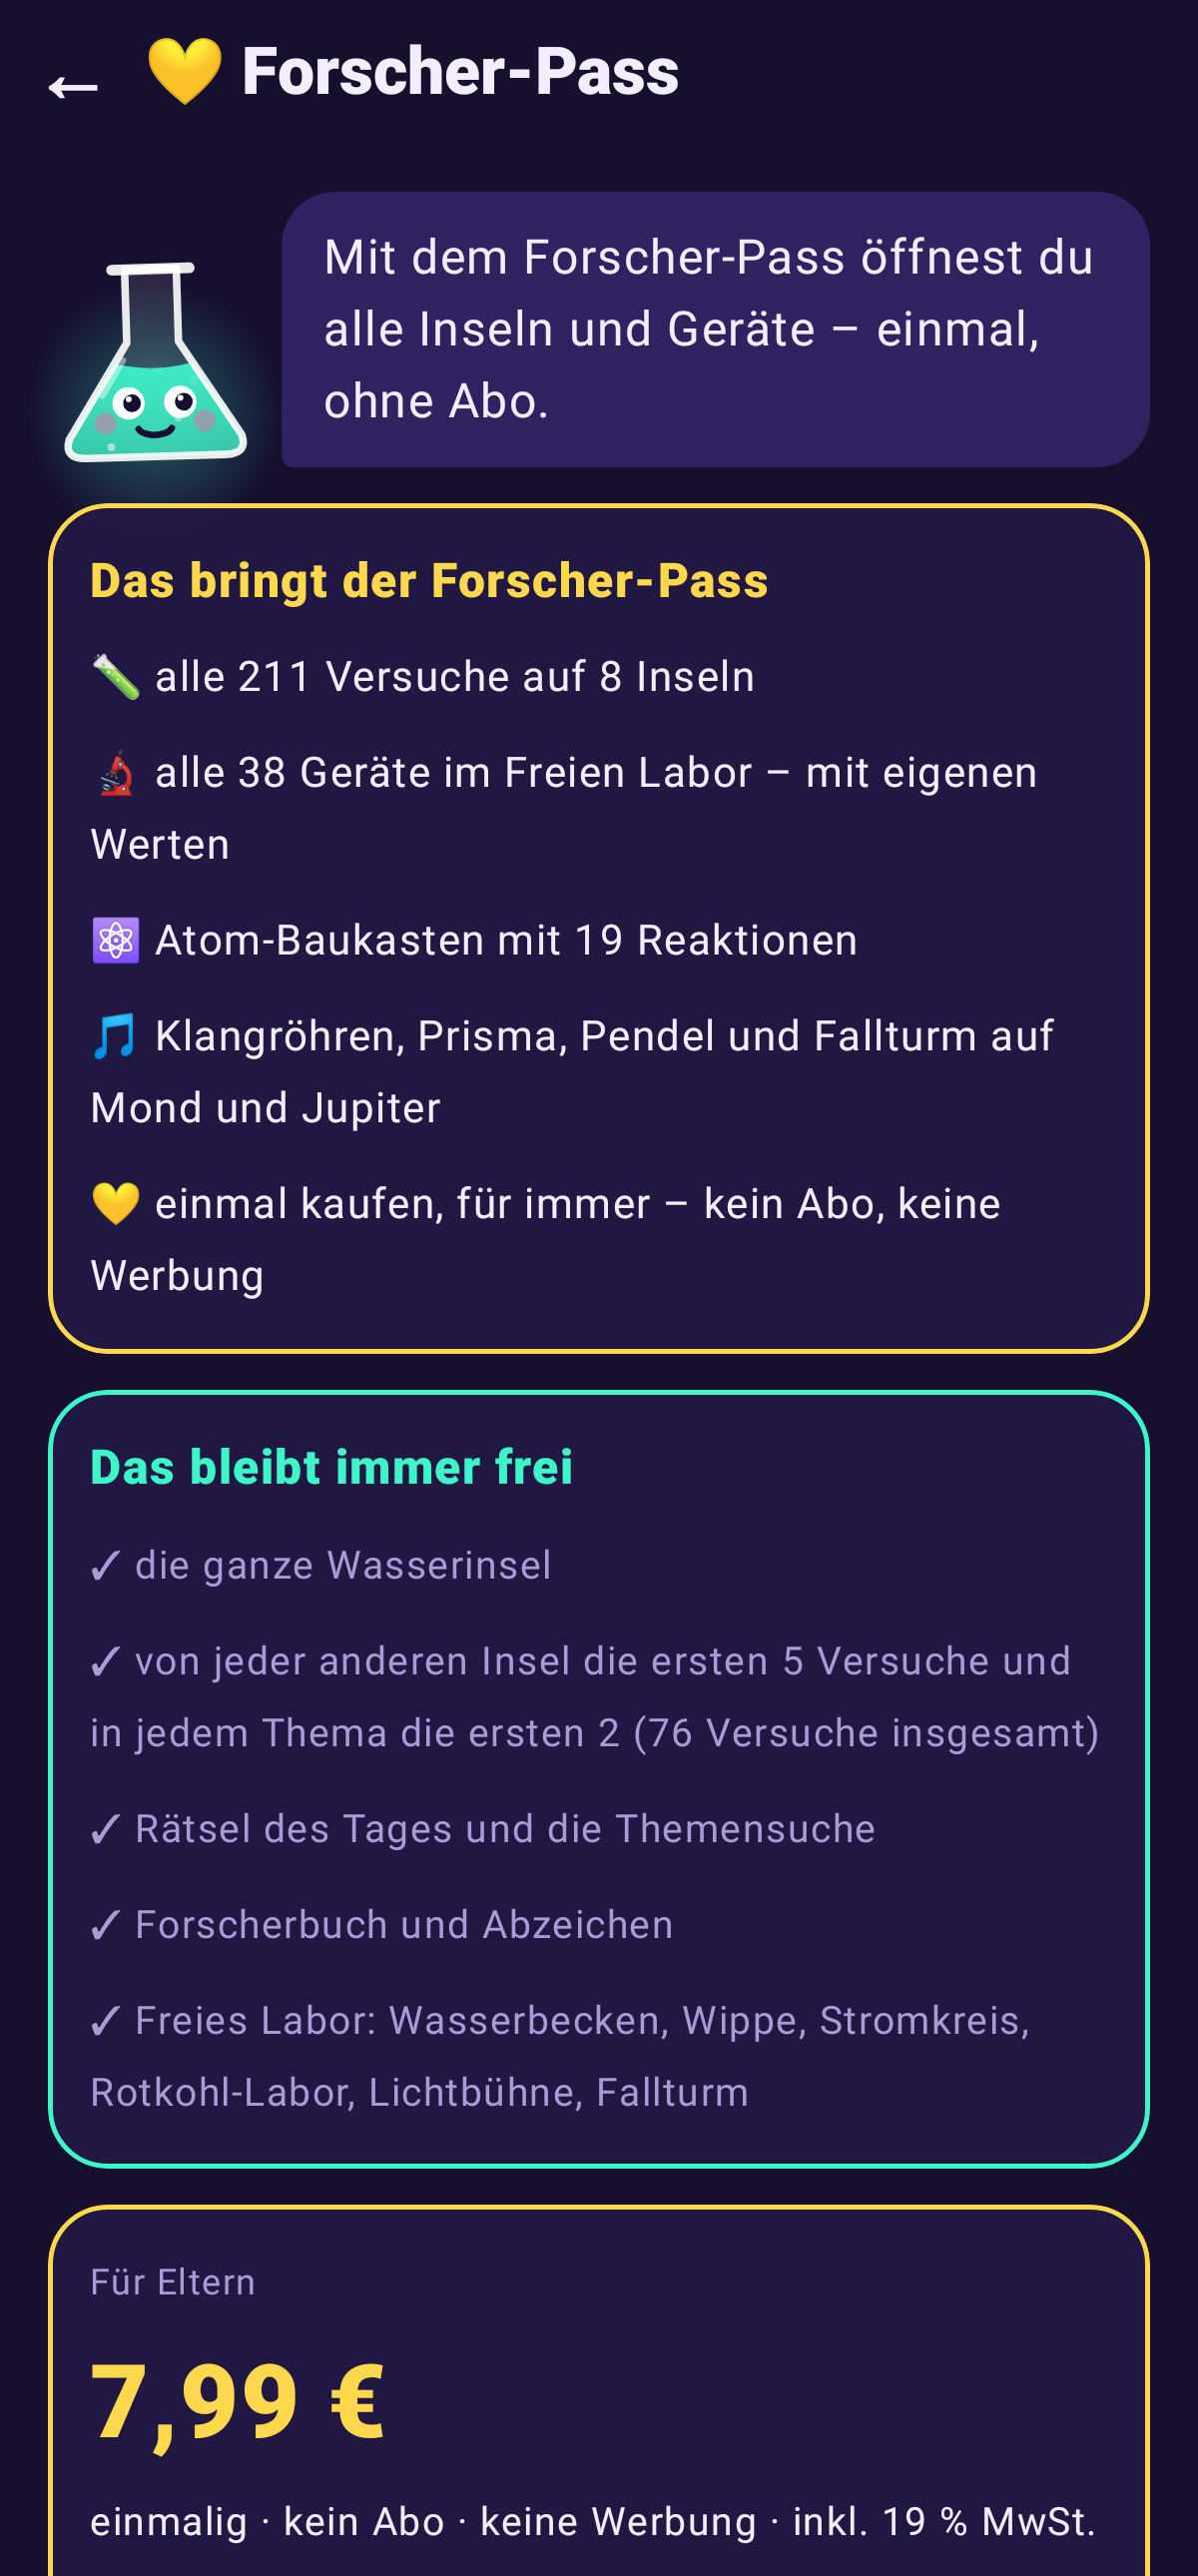 ← 💛 Forscher-Pass
Mit dem Forscher-Pass öffnest du
alle Inseln und Geräte – einmal,
ohne Abo.
Das bringt der Forscher-Pass
🧪 alle 211 Versuche auf 8 Inseln
🔬 alle 38 Geräte im Freien Labor – mit eigenen
Werten
⚛️ Atom-Baukasten mit 19 Reaktionen
🎵 Klangröhren, Prisma, Pendel und Fallturm auf
Mond und Jupiter
💛 einmal kaufen, für immer – kein Abo, keine
Werbung
Das bleibt immer frei
✓ die ganze Wasserinsel
✓ von jeder anderen Insel die ersten 5 Versuche und
in jedem Thema die ersten 2 (76 Versuche insgesamt)
✓ Rätsel des Tages und die Themensuche
✓ Forscherbuch und Abzeichen
✓ Freies Labor: Wasserbecken, Wippe, Stromkreis,
Rotkohl-Labor, Lichtbühne, Fallturm
Für Eltern
7,99 €
einmalig · kein Abo · keine Werbung · inkl. 19 % MwSt.